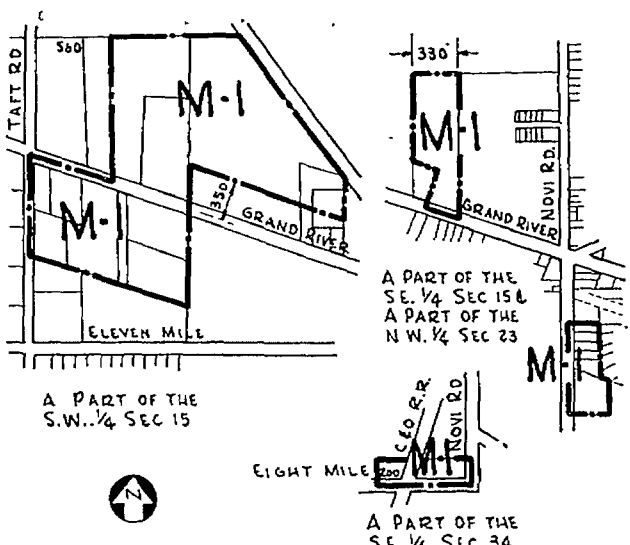 TAFT RD
560
M-1
M-1
350
GRAND RIVER
ELEVEN MILE
A PART OF THE
S.W. 1/4 SEC 15
N
330'
M-1
NOVI RD.
GRAND RIVER
A PART OF THE
S.E. 1/4 SEC 15 &
A PART OF THE
N.W. 1/4 SEC 23
M-1
C & O R.R.
NOVI RD
M-1
EIGHT MILE
200
A PART OF THE
S.E. 1/4 SEC 34